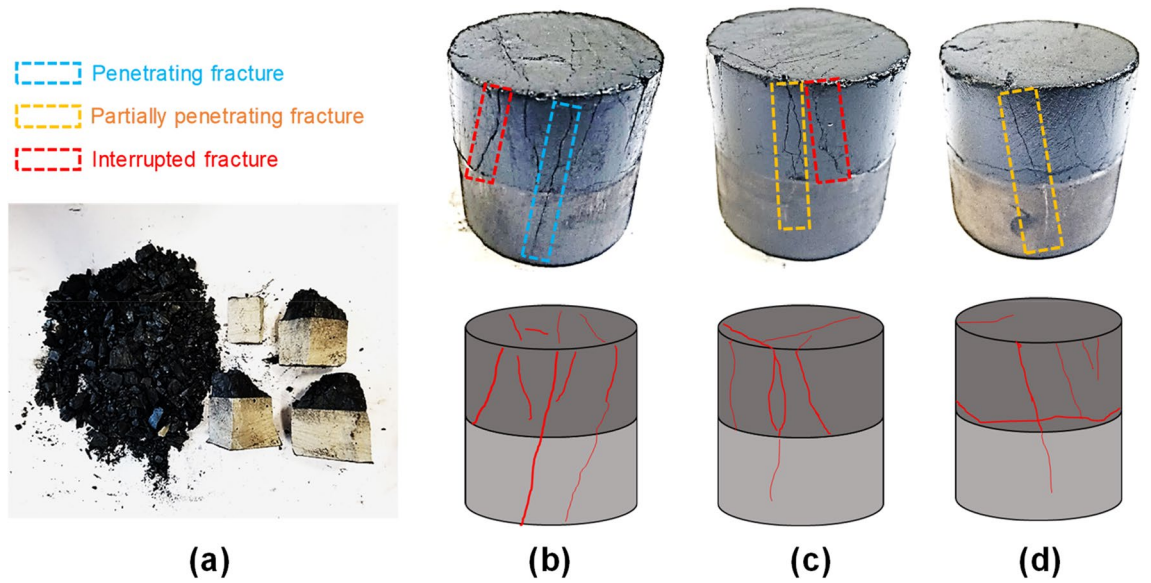 Penetrating fracture
Partially penetrating fracture
Interrupted fracture
(a)
(b)
(c)
(d)